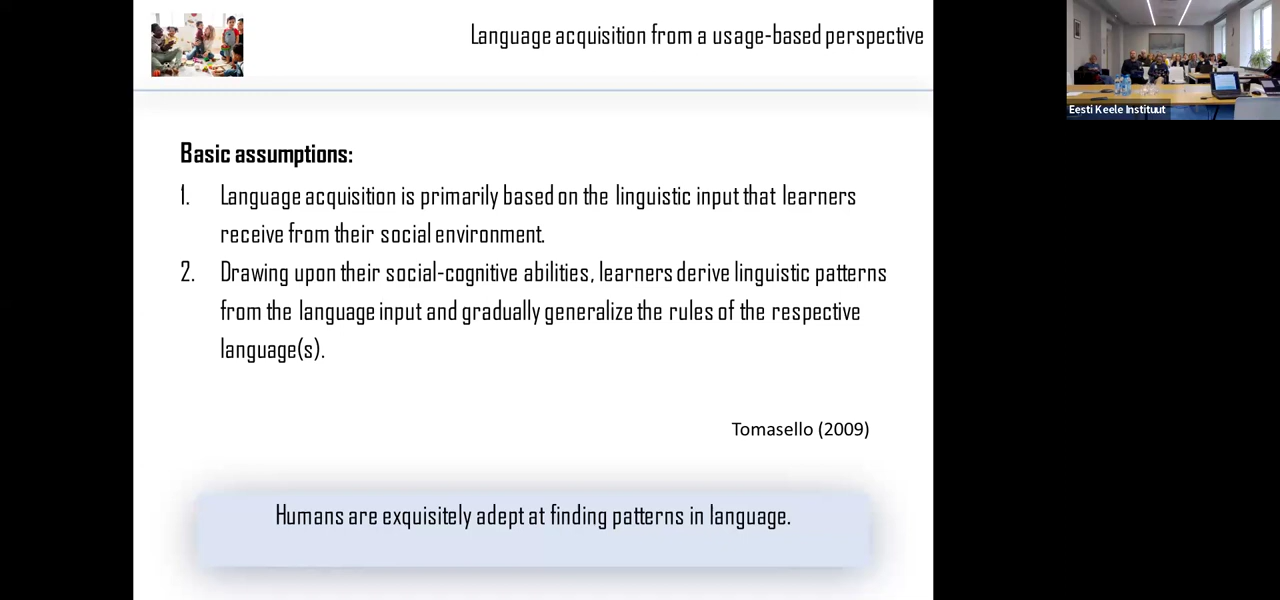 Language acquisition from a usage-based perspective
Eesti Keele Instituut
Basic assumptions:
1. Language acquisition is primarily based on the linguistic input that learners
receive from their social environment.
2. Drawing upon their social-cognitive abilities, learners derive linguistic patterns
from the language input and gradually generalize the rules of the respective
language(s).
Tomasello (2009)
Humans are exquisitely adept at finding patterns in language.